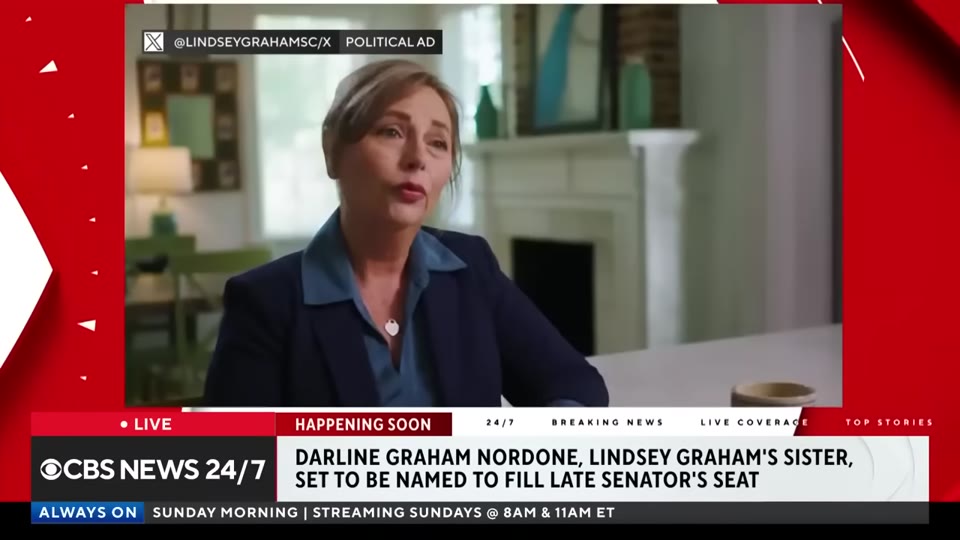 @LINDSEYGRAHAMSC/X POLITICAL AD
LIVE
HAPPENING SOON
24/7 BREAKING NEWS LIVE COVERAGE TOP STORIES
CBS NEWS 24/7
DARLINE GRAHAM NORDONE, LINDSEY GRAHAM'S SISTER,
SET TO BE NAMED TO FILL LATE SENATOR'S SEAT
ALWAYS ON SUNDAY MORNING | STREAMING SUNDAYS @ 8AM & 11AM ET